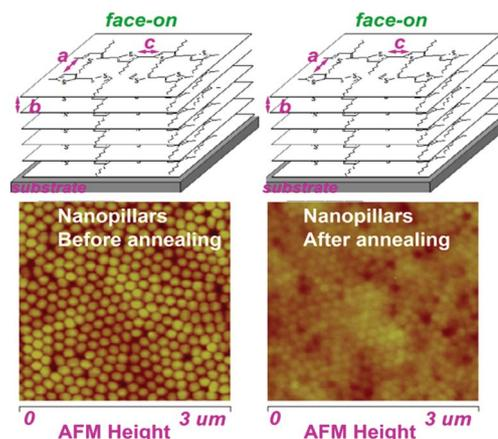 face-on
face-on
a
c
a
c
b
b
substrate
substrate
Nanopillars
Before annealing
Nanopillars
After annealing
0
3 um
0
3 um
AFM Height
AFM Height